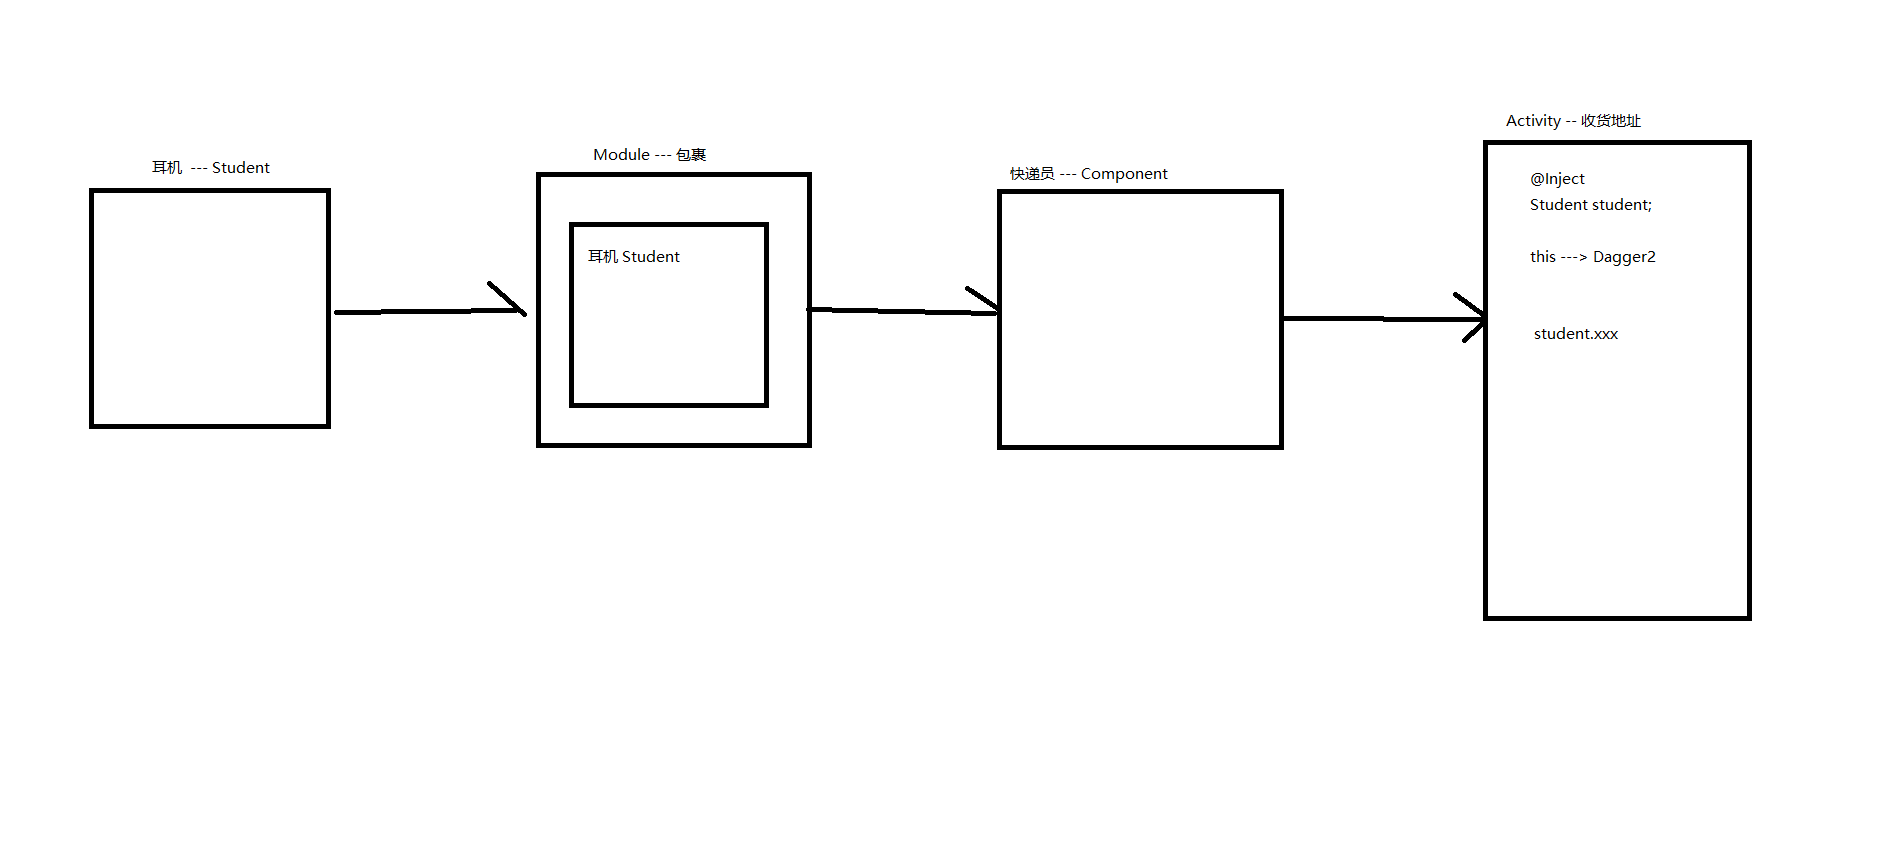 耳机 --- Student
Module --- 包裹
耳机 Student
快递员 --- Component
Activity -- 收货地址
@Inject
Student student;
this ---> Dagger2
student.xxx